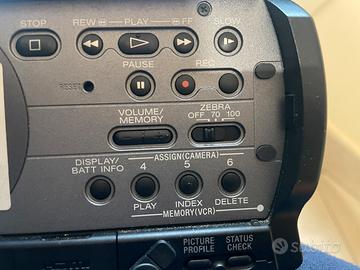 STOP REW PLAY FF SLOW
PAUSE REC
RESET
VOLUME/ ZEBRA
MEMORY OFF 70 100
DISPLAY/ ASSIGN(CAMERA)
BATT INFO 4 5 6
PLAY INDEX DELETE
MEMORY(VCR)
PICTURE STATUS
PROFILE CHECK
Subito.it